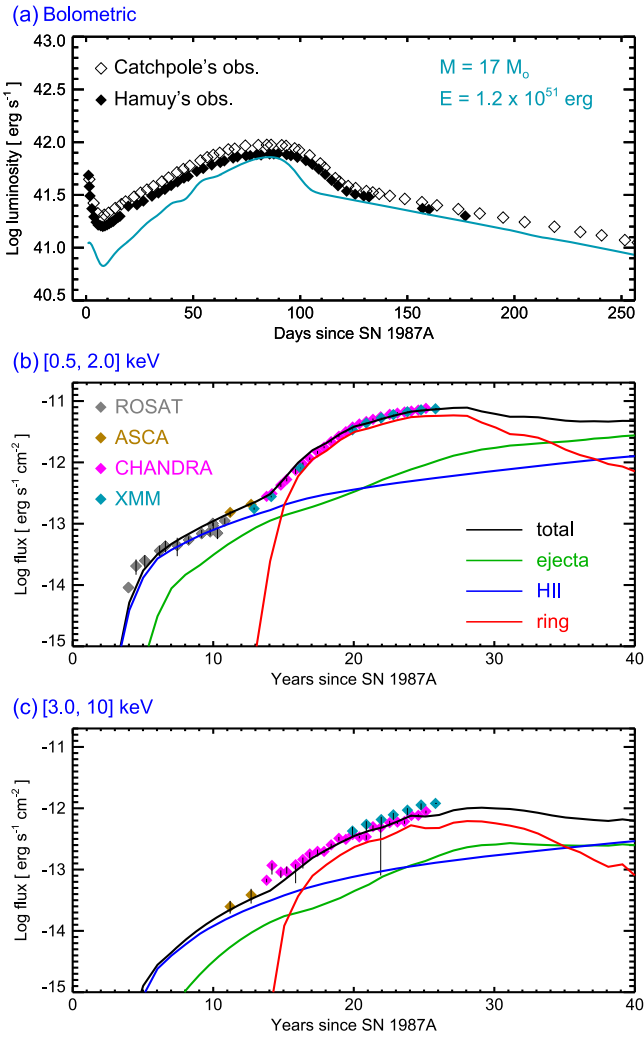 (a) Bolometric
43.0
42.5
42.0
41.5
41.0
40.5
Log luminosity [ erg s⁻¹ ]
Catchpole's obs.
Hamuy's obs.
M = 17 Mₒ
E = 1.2 x 10⁵¹ erg
0 50 100 150 200 250
Days since SN 1987A
(b) [0.5, 2.0] keV
-11
-12
-13
-14
-15
Log flux [ erg s⁻¹ cm⁻² ]
ROSAT
ASCA
CHANDRA
XMM
total
ejecta
HII
ring
0 10 20 30 40
Years since SN 1987A
(c) [3.0, 10] keV
-11
-12
-13
-14
-15
Log flux [ erg s⁻¹ cm⁻² ]
0 10 20 30 40
Years since SN 1987A